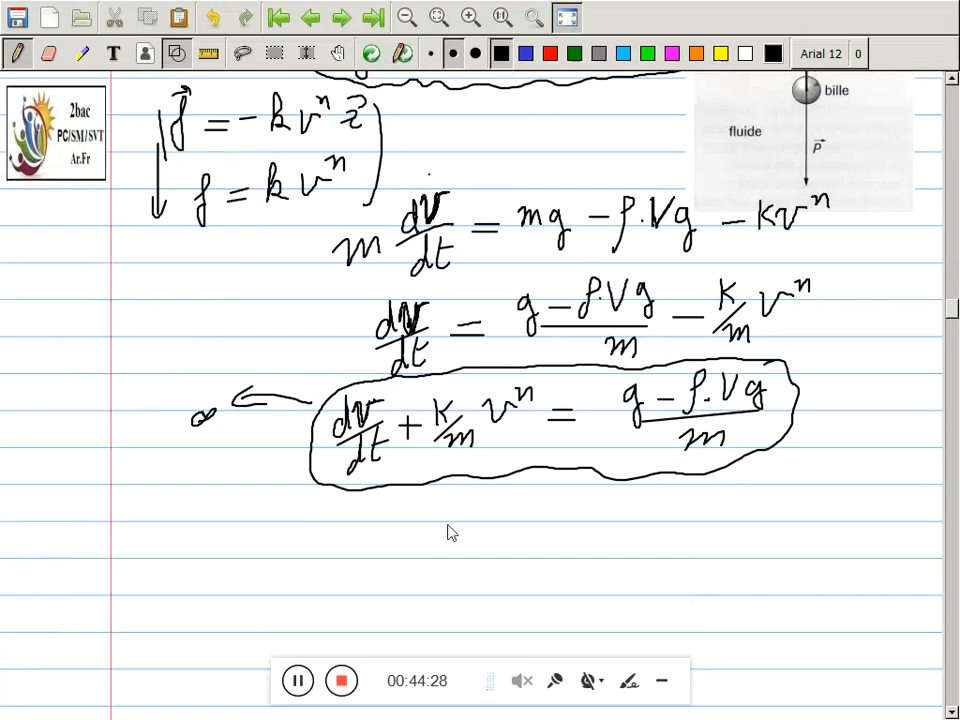 Arial 12 0
2bac
PC/SM/SVT
Ar.Fr
f⃗ = - k vⁿ z⃗
f = k vⁿ
bille
fluide
P⃗
m dv/dt = mg - ρ.Vg - kvⁿ
dv/dt = g - ρ.Vg/m - k/m vⁿ
dv/dt + k/m vⁿ = g - ρ.Vg/m
00:44:28